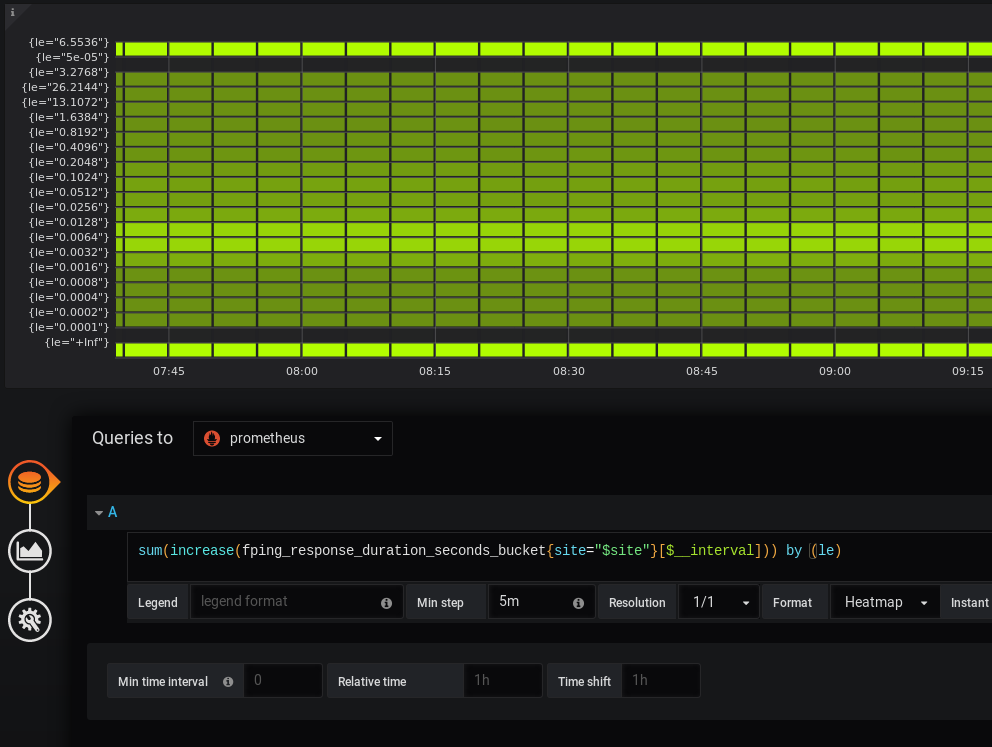 {le="6.5536"}
{le="5e-05"}
{le="3.2768"}
{le="26.2144"}
{le="13.1072"}
{le="1.6384"}
{le="0.8192"}
{le="0.4096"}
{le="0.2048"}
{le="0.1024"}
{le="0.0512"}
{le="0.0256"}
{le="0.0128"}
{le="0.0064"}
{le="0.0032"}
{le="0.0016"}
{le="0.0008"}
{le="0.0004"}
{le="0.0002"}
{le="0.0001"}
{le="+Inf"}
07:45 08:00 08:15 08:30 08:45 09:00 09:15
Queries to prometheus
A
sum(increase(fping_response_duration_seconds_bucket{site="$site"}[$__interval])) by (le)
Legend legend format Min step 5m Resolution 1/1 Format Heatmap Instant
Min time interval 0 Relative time 1h Time shift 1h